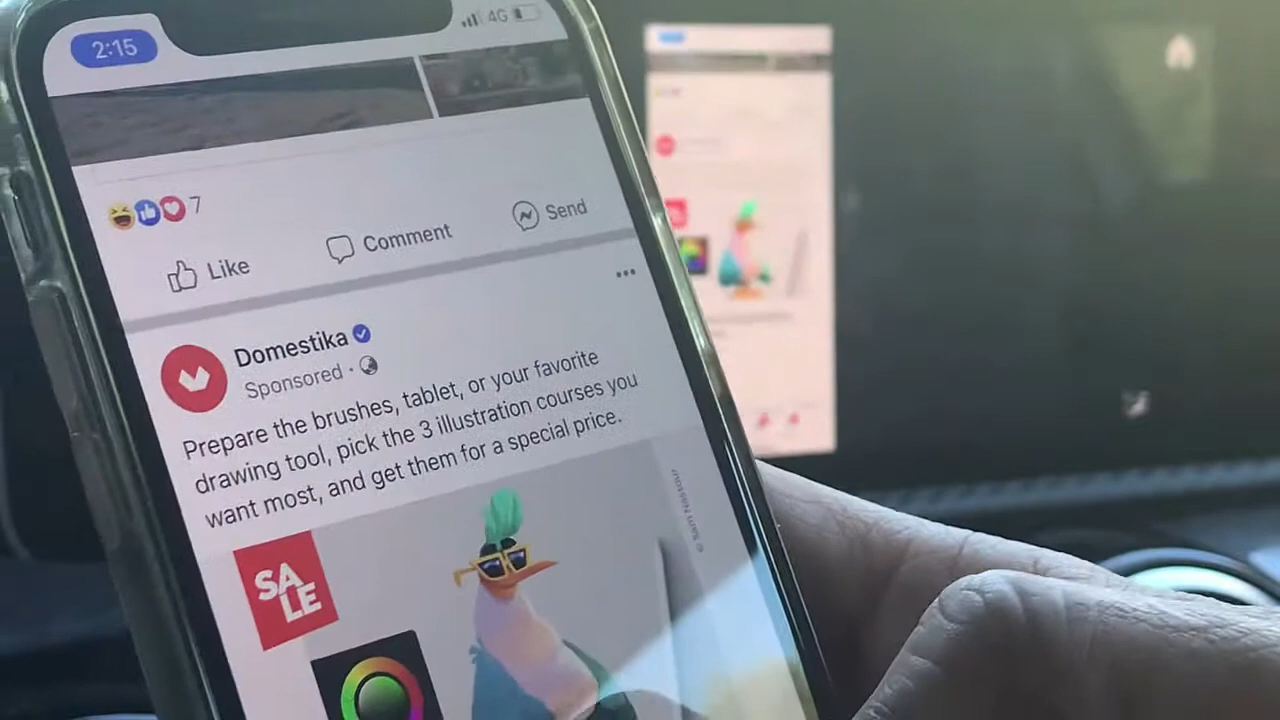 2:15
4G
7
Like
Comment
Send
Domestika
Sponsored ·
Prepare the brushes, tablet, or your favorite
drawing tool, pick the 3 illustration courses you
want most, and get them for a special price.
SA
LE